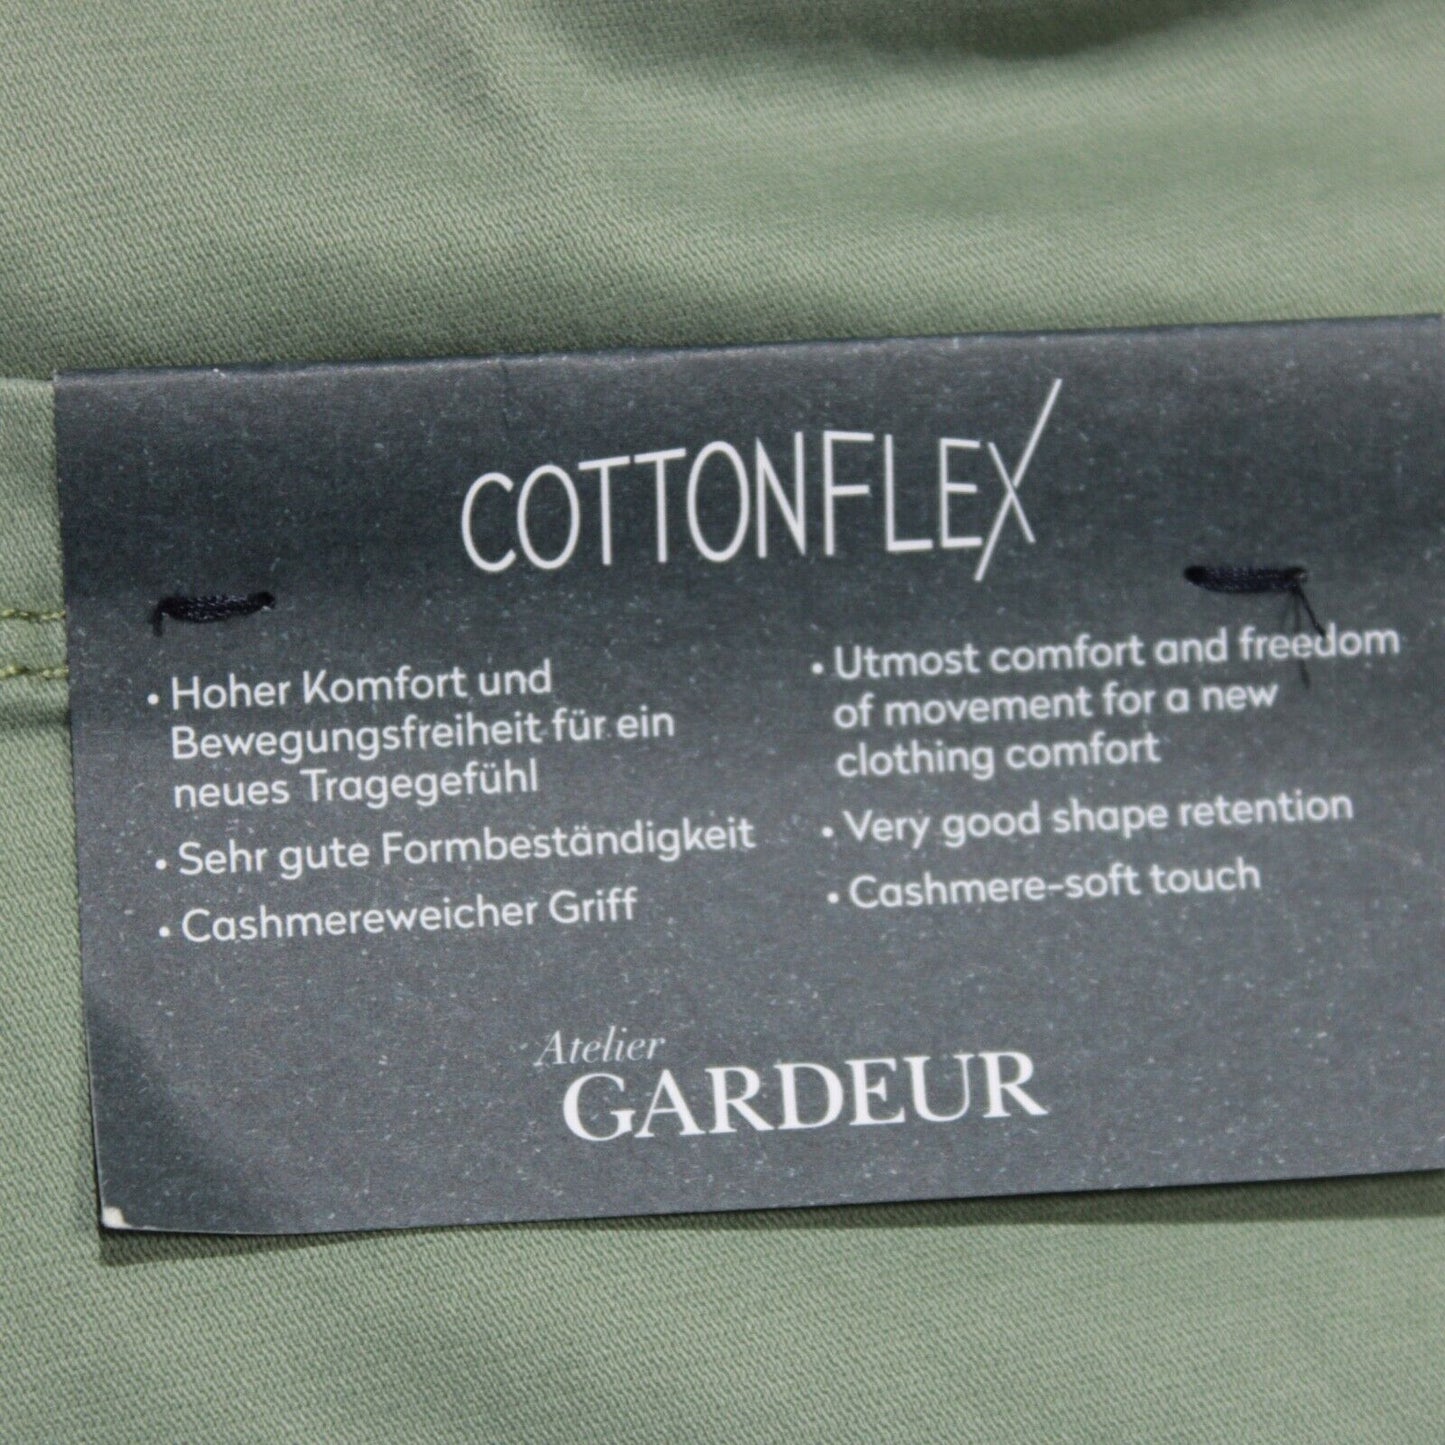 COTTONFLEX
• Hoher Komfort und
Bewegungsfreiheit für ein
neues Tragegefühl
• Sehr gute Formbeständigkeit
• Cashmereweicher Griff
• Utmost comfort and freedom
of movement for a new
clothing comfort
• Very good shape retention
• Cashmere-soft touch
Atelier
GARDEUR